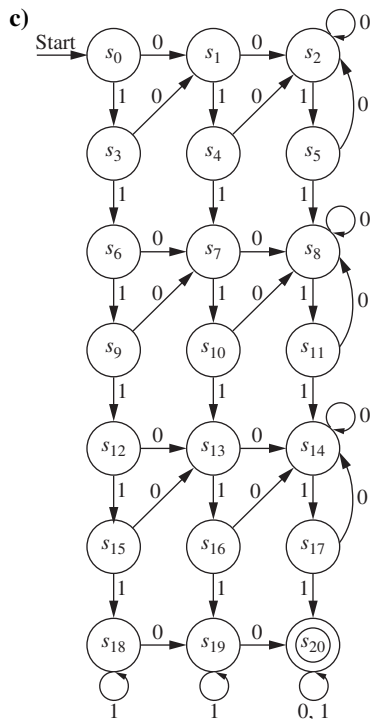 c)
0
Start 0 0
s0 s1 s2
1 0 1 0 1 0
s3 s4 s5
1 1 1
0
0 0
s6 s7 s8
1 0 1 0 1 0
s9 s10 s11
1 1 1
0
0 0
s12 s13 s14
1 0 1 0 1 0
s15 s16 s17
1 1 1
0 0
s18 s19 s20
1 1 0, 1